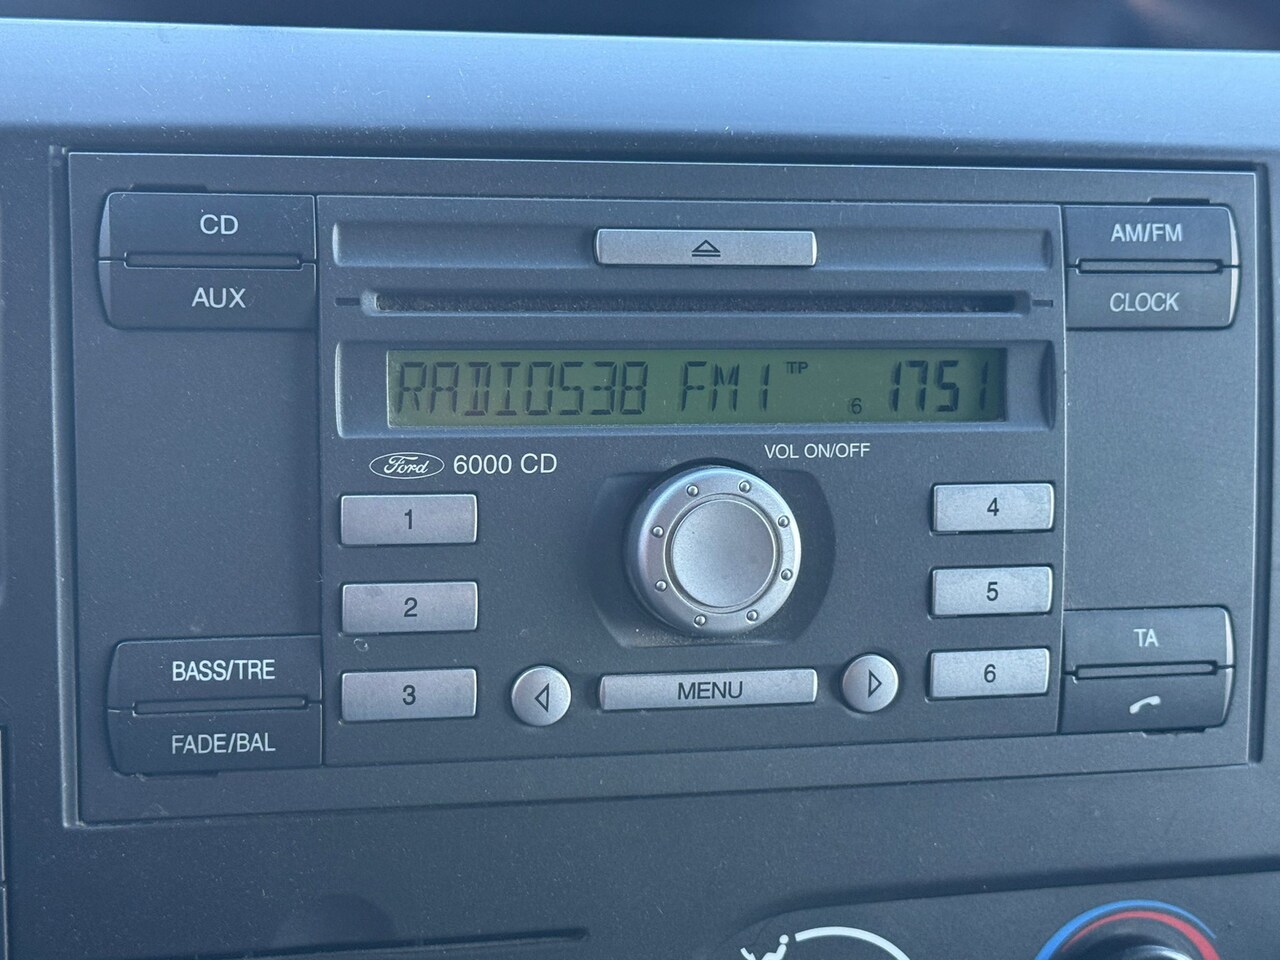 CD
AUX
AM/FM
CLOCK
RADIO538 FM1 TP 6 1751
Ford 6000 CD
VOL ON/OFF
1
2
3
4
5
6
MENU
BASS/TRE
FADE/BAL
TA